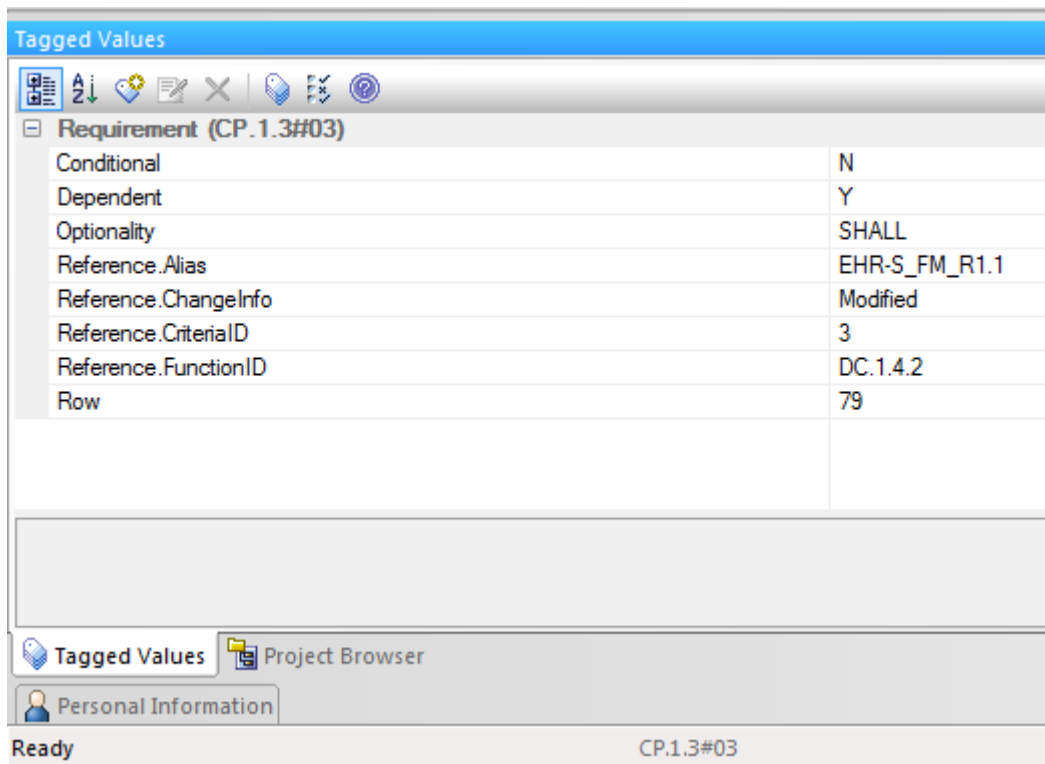 Tagged Values
Requirement (CP.1.3#03)
Conditional N
Dependent Y
Optionality SHALL
Reference.Alias EHR-S_FM_R1.1
Reference.ChangeInfo Modified
Reference.CriteriaID 3
Reference.FunctionID DC.1.4.2
Row 79
Tagged Values Project Browser
Personal Information
Ready CP.1.3#03